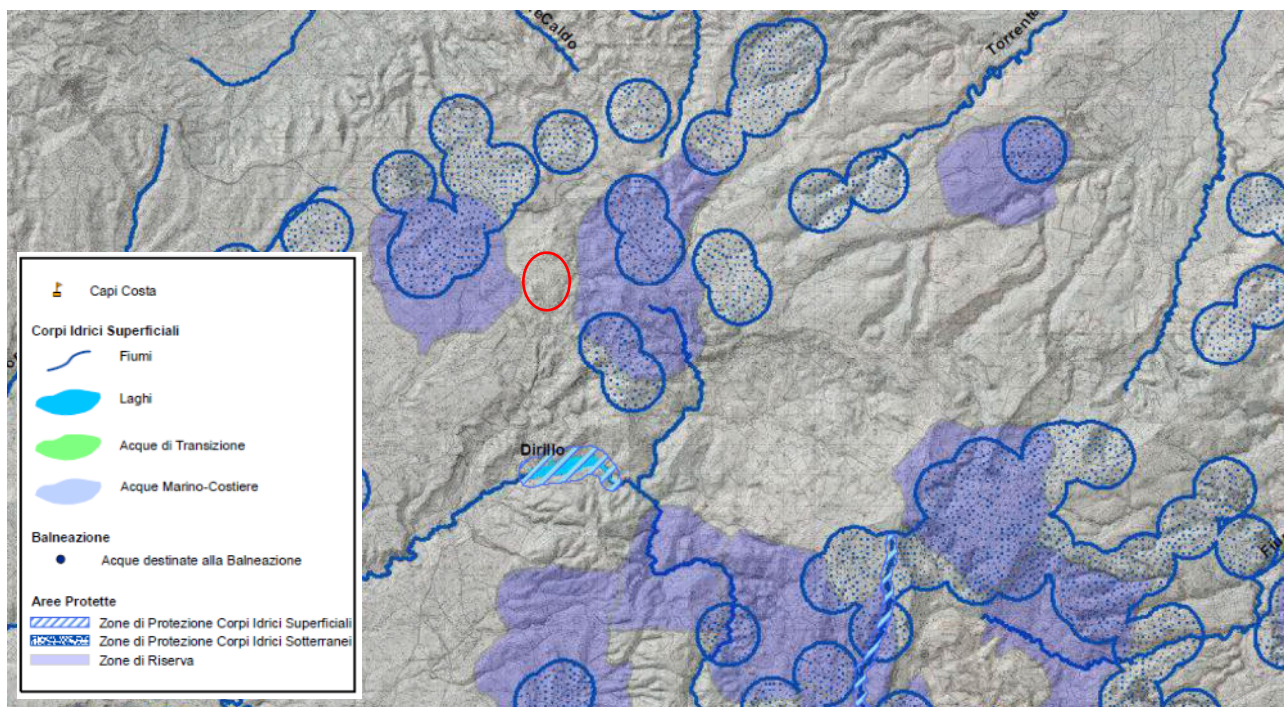 Caldo
Torrente
Dirillo
Capi Costa
Corpi Idrici Superficiali
Fiumi
Laghi
Acque di Transizione
Acque Marino-Costiere
Balneazione
Acque destinate alla Balneazione
Aree Protette
Zone di Protezione Corpi Idrici Superficiali
Zone di Protezione Corpi Idrici Sotterranei
Zone di Riserva